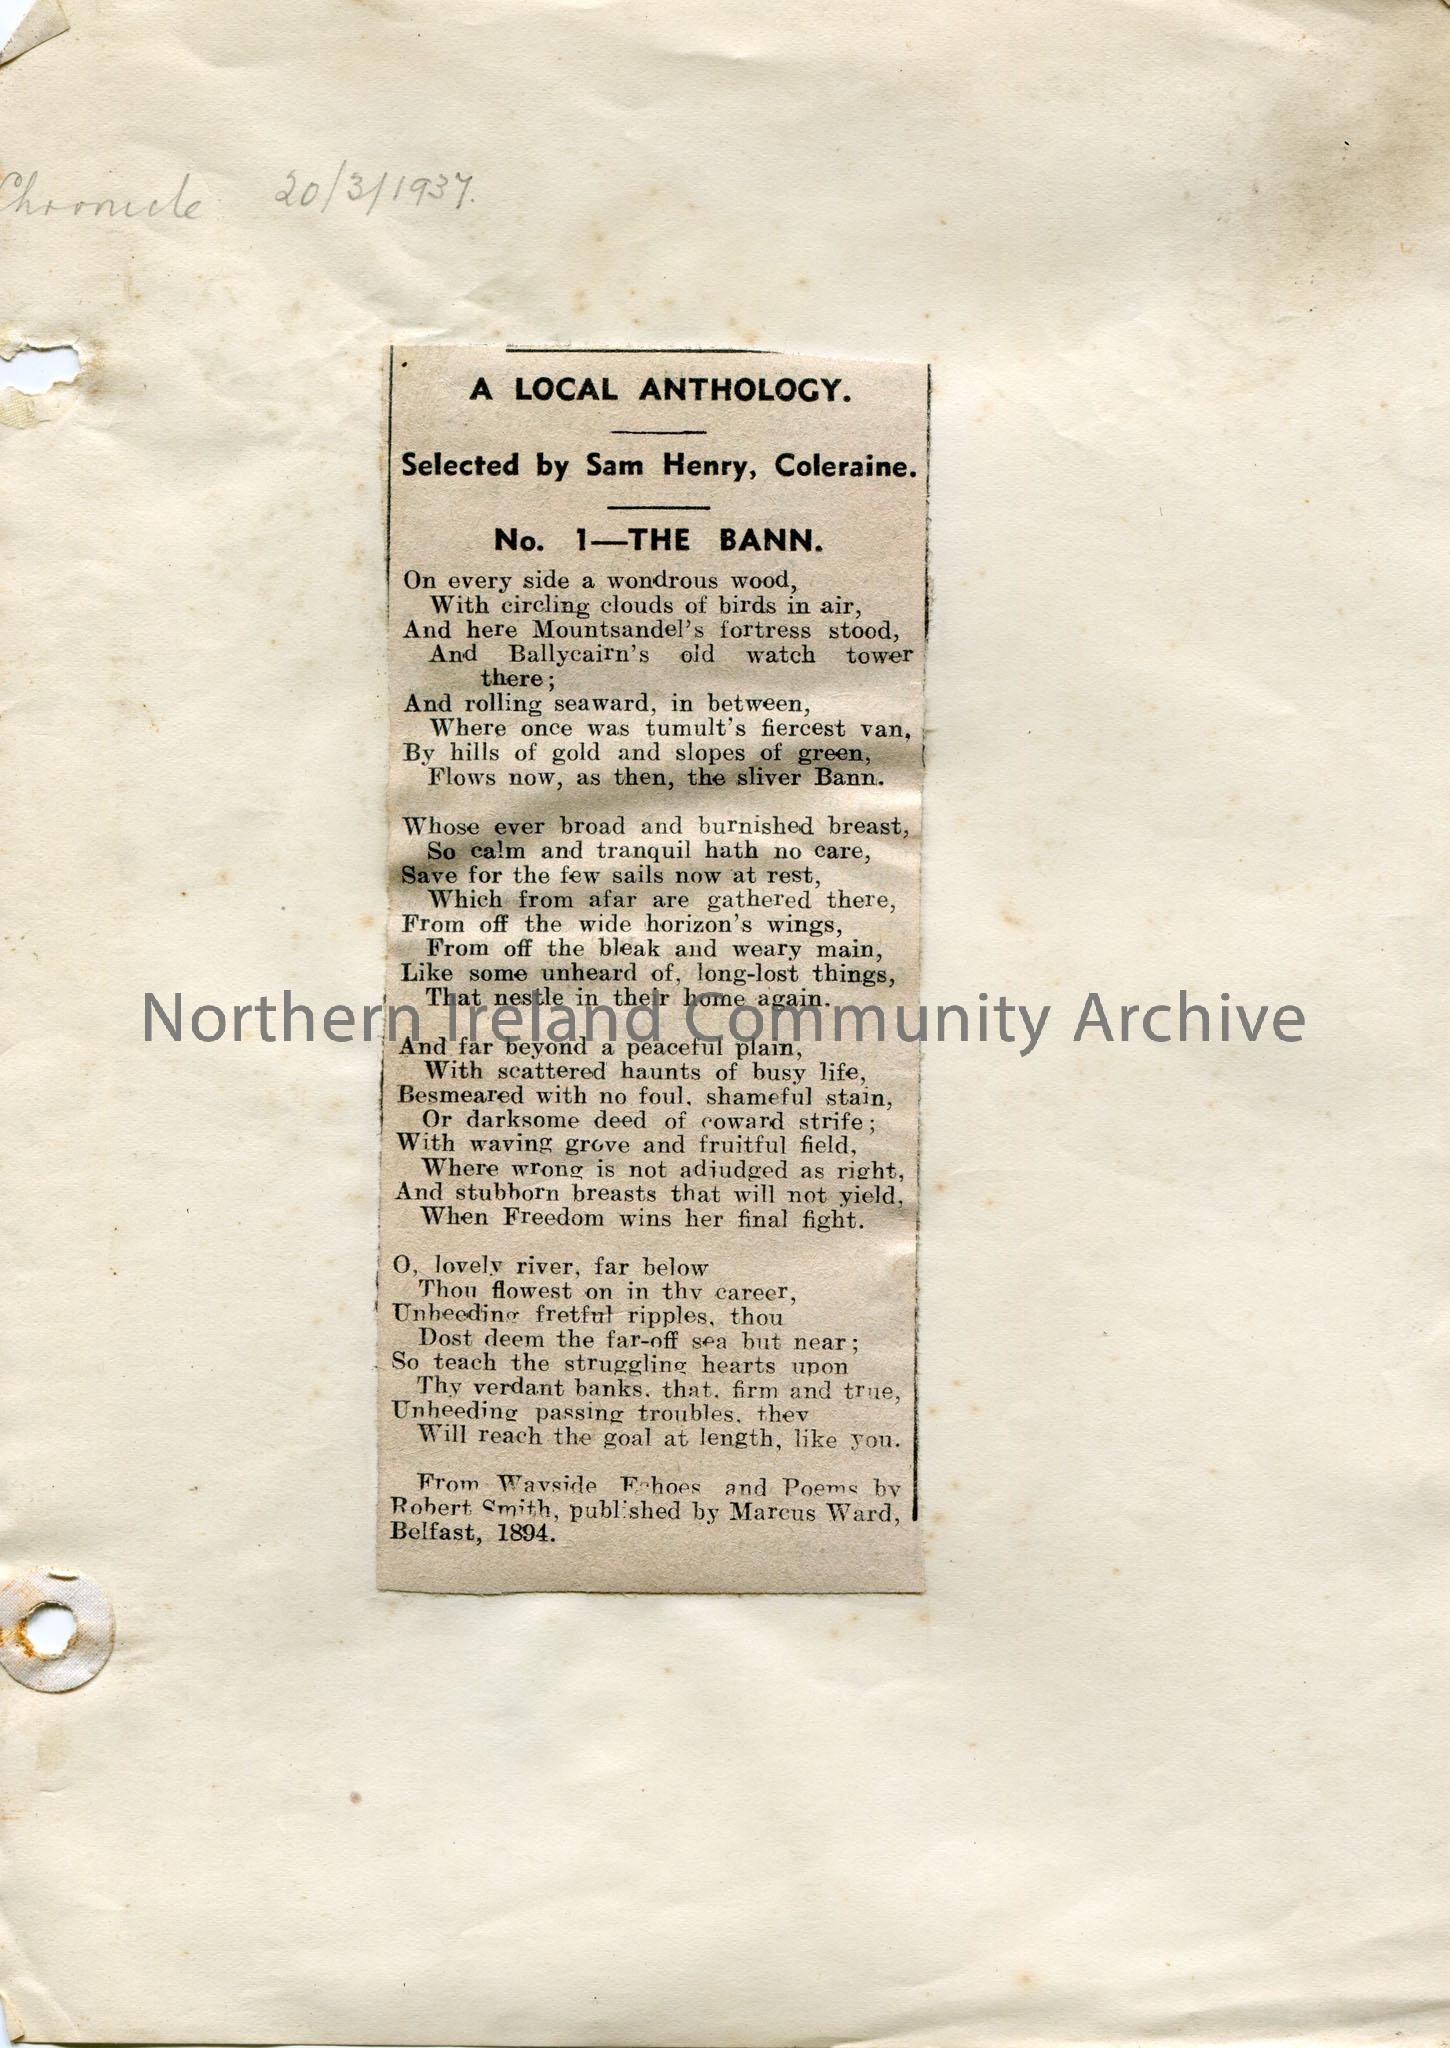 Chronicle 20/3/1937.
A LOCAL ANTHOLOGY.
Selected by Sam Henry, Coleraine.
No. 1—THE BANN.
On every side a wondrous wood,
With circling clouds of birds in air,
And here Mountsandel's fortress stood,
And Ballycairn's old watch tower
there;
And rolling seaward, in between,
Where once was tumult's fiercest van,
By hills of gold and slopes of green,
Flows now, as then, the sliver Bann.
Whose ever broad and burnished breast,
So calm and tranquil hath no care,
Save for the few sails now at rest,
Which from afar are gathered there,
From off the wide horizon's wings,
From off the bleak and weary main,
Like some unheard of, long-lost things,
That nestle in their home again.
Northern Ireland Community Archive
And far beyond a peaceful plain,
With scattered haunts of busy life,
Besmeared with no foul, shameful stain,
Or darksome deed of coward strife;
With waving grove and fruitful field,
Where wrong is not adjudged as right,
And stubborn breasts that will not yield,
When Freedom wins her final fight.
O, lovely river, far below
Thou flowest on in thy career,
Unheeding fretful ripples, thou
Dost deem the far-off sea but near;
So teach the struggling hearts upon
Thy verdant banks, that, firm and true,
Unheeding passing troubles, they
Will reach the goal at length, like you.
From Wayside Echoes and Poems by
Robert Smith, published by Marcus Ward,
Belfast, 1894.